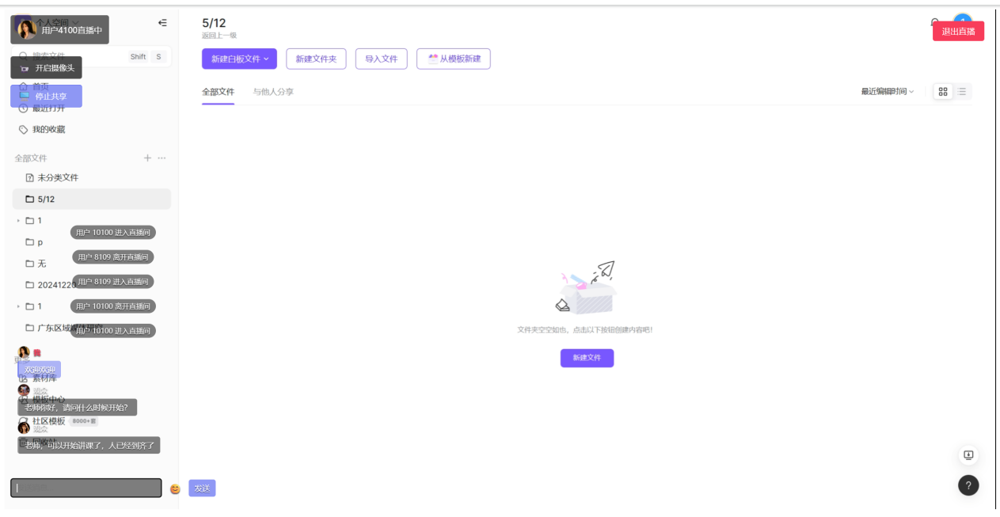 个人空间
用户4100直播中
5/12
返回上一级
退出直播
搜索文件 Shift S
开启摄像头
新建白板文件
新建文件夹
导入文件
从模板新建
首页
停止共享
最近打开
全部文件
与他人分享
最近编辑时间
我的收藏
全部文件
未分类文件
5/12
1
用户 10100 进入直播间
p
用户 8109 离开直播间
无
20241220
用户 8109 进入直播间
1
用户 10100 离开直播间
广东区域
用户 10100 进入直播间
文件夹空空如也，点击以下按钮创建内容吧！
新建文件
我
更多
欢迎欢迎
素材库
观众
模板中心
老师你好，请问什么时候开始?
社区模板 8000+套
观众
回收站
老师，可以开始讲课了，人已经到齐了
发送
?